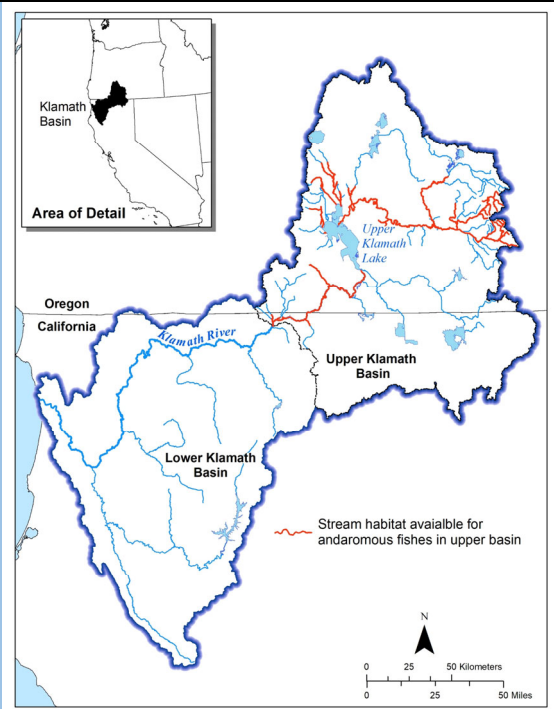 Klamath
Basin
Area of Detail
Upper
Klamath
Lake
Oregon
California
Klamath River
Upper Klamath
Basin
Lower Klamath
Basin
Stream habitat avaialble for
andaromous fishes in upper basin
N
0 25 50 Kilometers
0 25 50 Miles